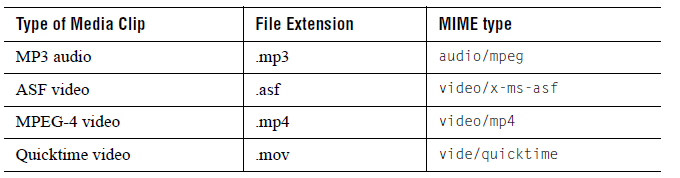 Type of Media Clip File Extension MIME type
MP3 audio .mp3 audio/mpeg
ASF video .asf video/x-ms-asf
MPEG-4 video .mp4 video/mp4
Quicktime video .mov vide/quicktime